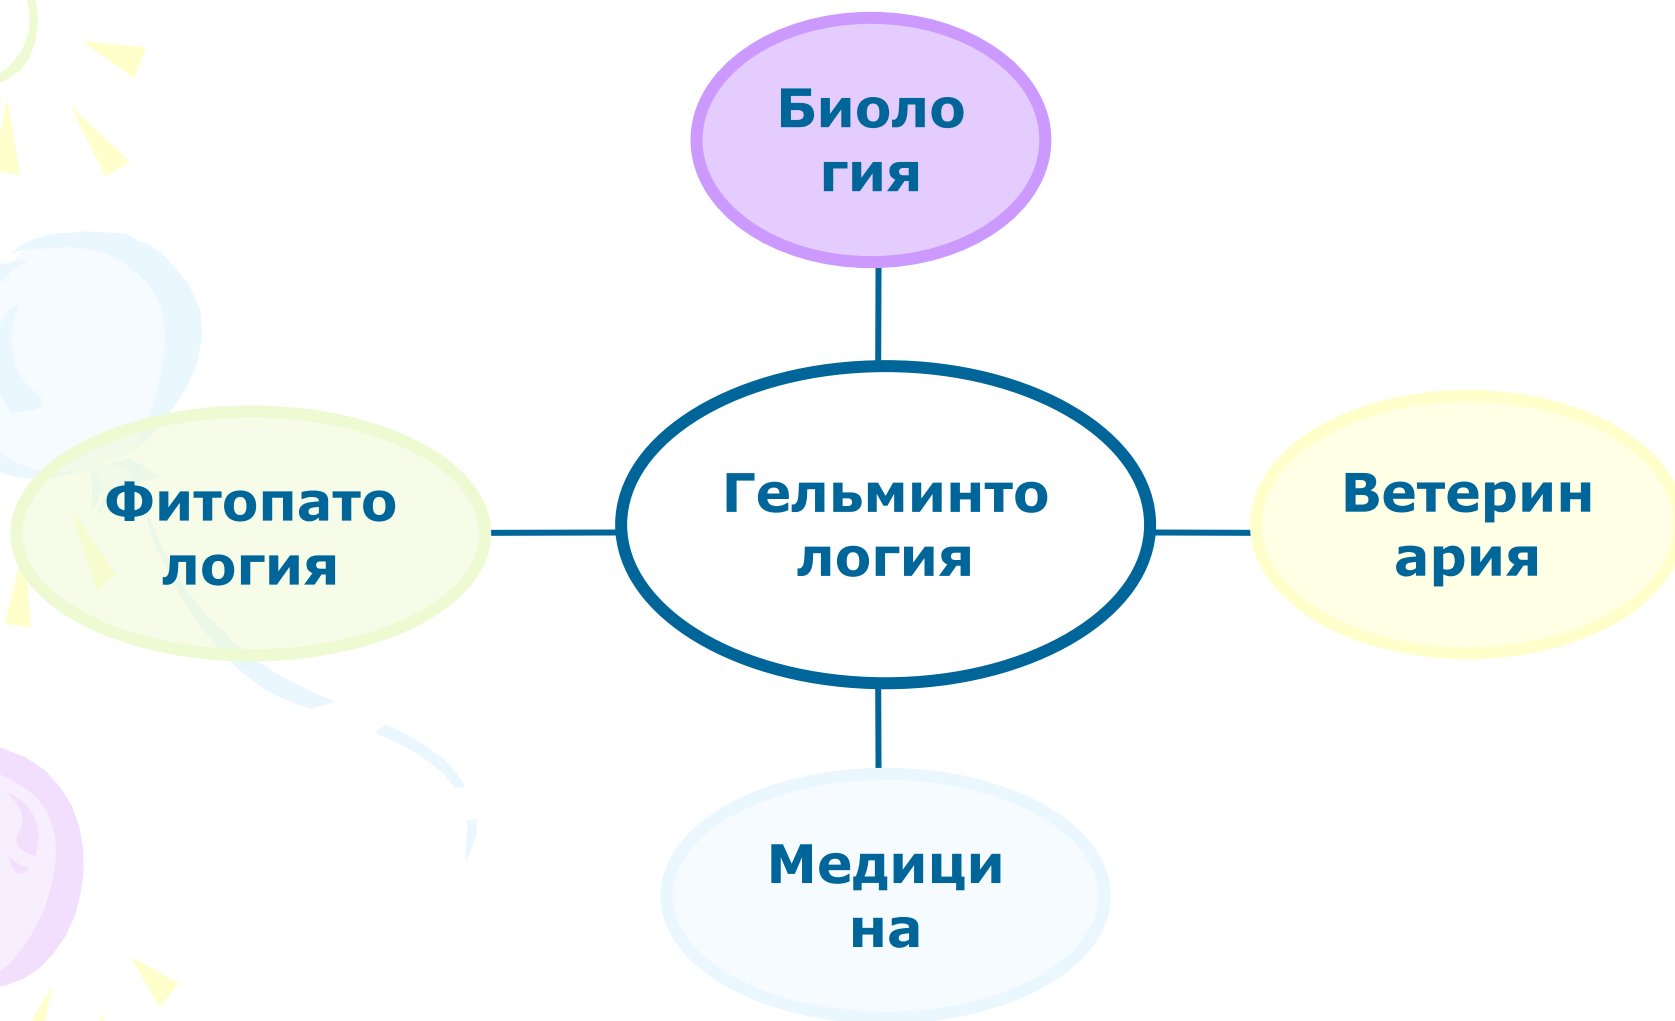 Биоло
гия
Фитопато
логия
Гельминто
логия
Ветерин
ария
Медици
на